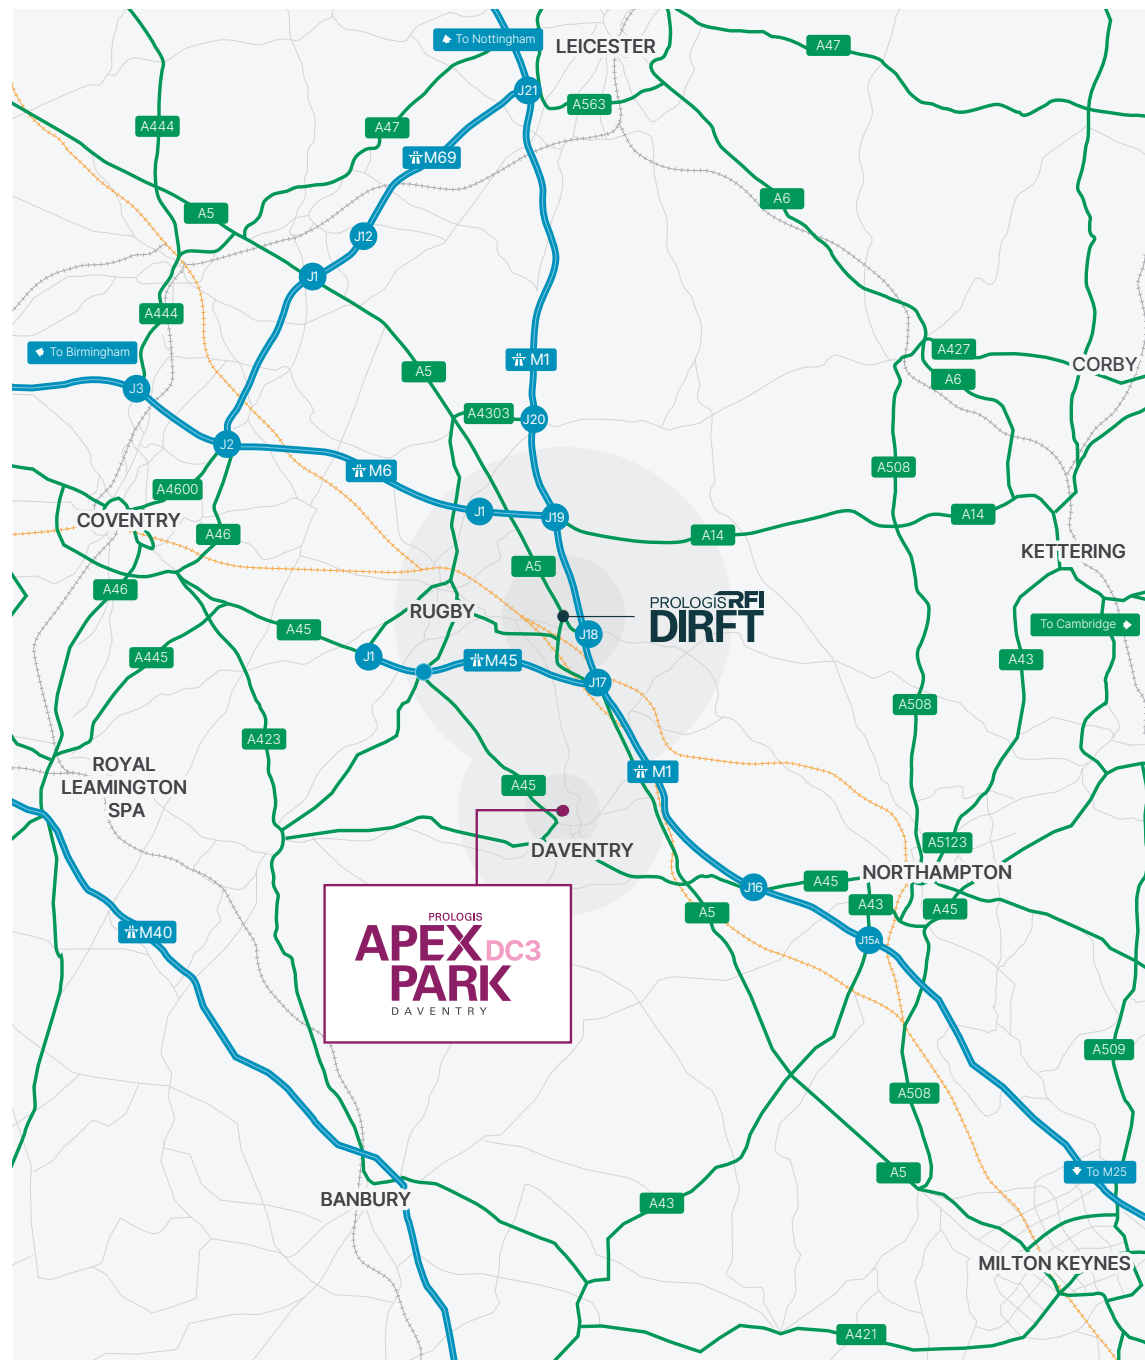 To Nottingham
LEICESTER
A47
J21
A563
A444
A47
M69
A6
A5
J12
J1
A444
To Birmingham
M1
A427
CORBY
A5
A6
J3
A4303
J20
J2
M6
A508
A4600
COVENTRY
J1
J19
A14
A14
A46
KETTERING
A5
A46
PROLOGIS RFI
DIRFT
RUGBY
To Cambridge
A45
J18
A445
J1
M45
A43
J17
A508
A423
ROYAL
LEAMINGTON
SPA
M1
A45
A5123
DAVENTRY
NORTHAMPTON
A45
J16
A43
A45
A5
PROLOGIS
APEX DC3
PARK
DAVENTRY
M40
J15A
A509
A508
A5
To M25
BANBURY
A43
MILTON KEYNES
A421